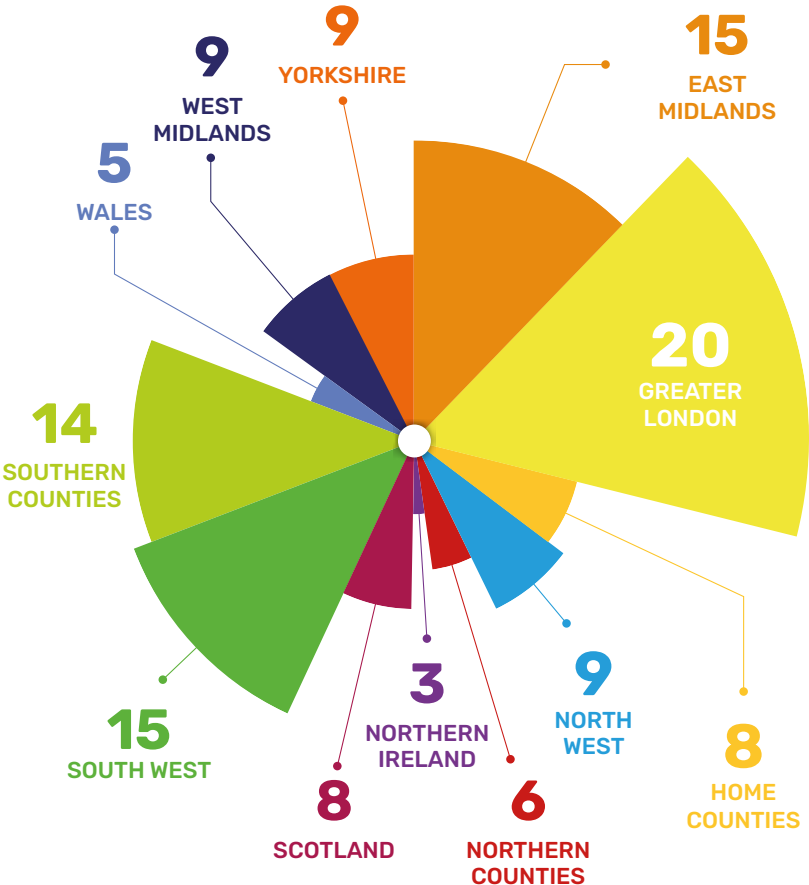 9
YORKSHIRE
15
EAST
MIDLANDS
9
WEST
MIDLANDS
5
WALES
20
GREATER
LONDON
14
SOUTHERN
COUNTIES
15
SOUTH WEST
8
SCOTLAND
3
NORTHERN
IRELAND
6
NORTHERN
COUNTIES
9
NORTH
WEST
8
HOME
COUNTIES